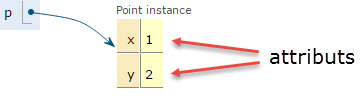 Point instance
p
x 1
y 2
attributs